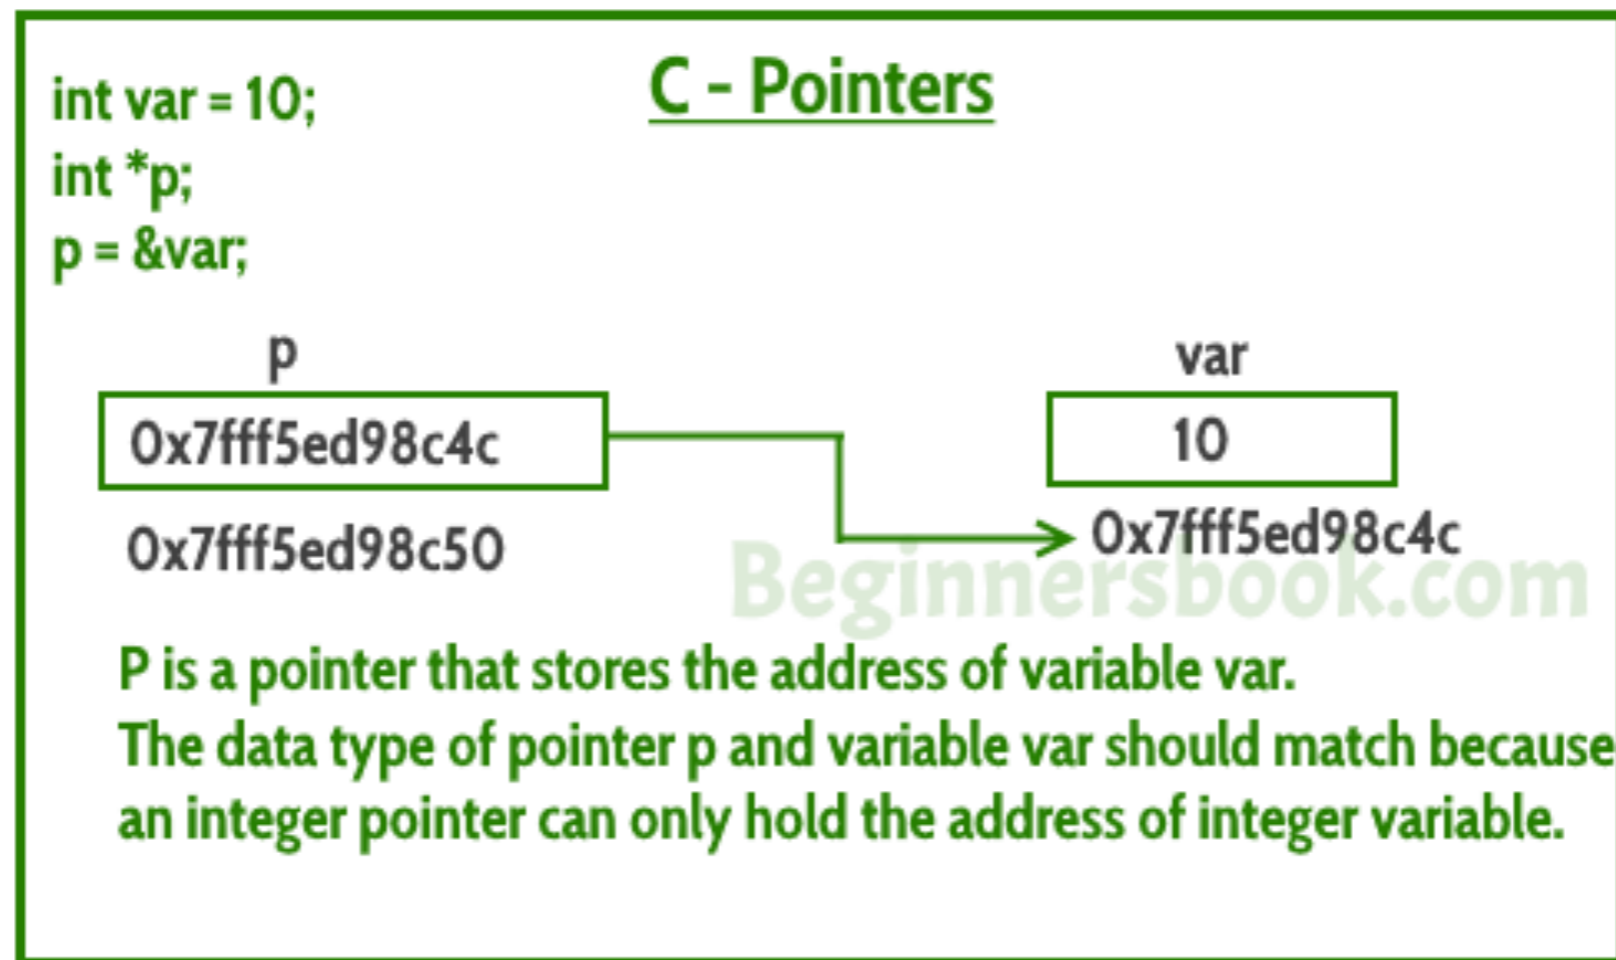 C - Pointers
int var = 10;
int *p;
p = &var;
p
var
0x7fff5ed98c4c
10
0x7fff5ed98c50
0x7fff5ed98c4c
Beginnersbook.com
P is a pointer that stores the address of variable var.
The data type of pointer p and variable var should match because
an integer pointer can only hold the address of integer variable.